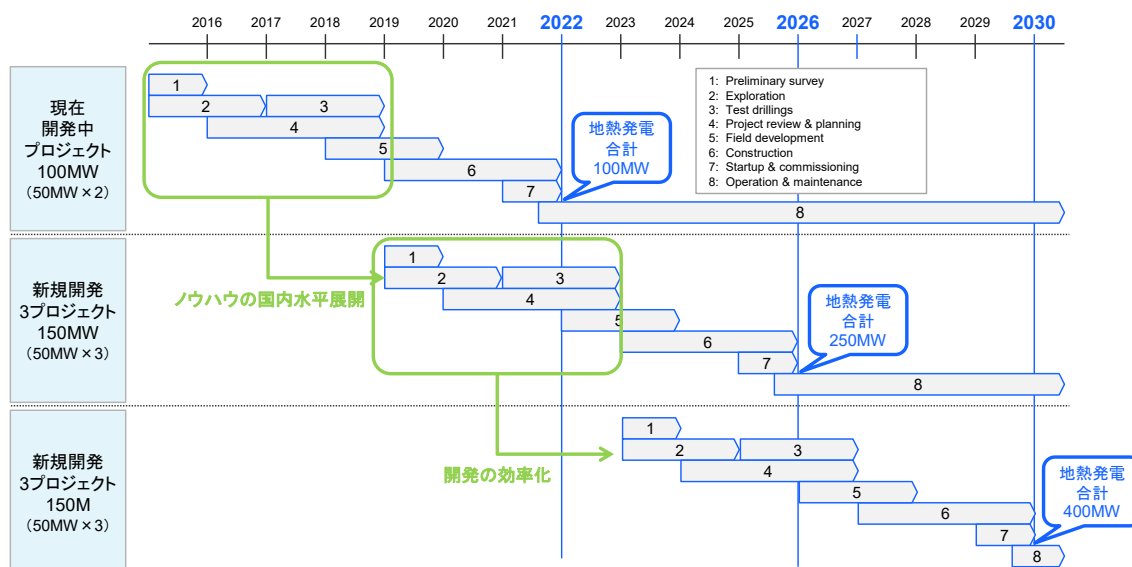 2016 2017 2018 2019 2020 2021 2022 2023 2024 2025 2026 2027 2028 2029 2030
現在
開発中
プロジェクト
100MW
(50MW×2)
1
2 3
4
5
6
7
8
地熱発電
合計
100MW
1: Preliminary survey
2: Exploration
3: Test drillings
4: Project review & planning
5: Field development
6: Construction
7: Startup & commissioning
8: Operation & maintenance
新規開発
3プロジェクト
150MW
(50MW×3)
ノウハウの国内水平展開
1
2 3
4
5
6
7
8
地熱発電
合計
250MW
新規開発
3プロジェクト
150M
(50MW×3)
開発の効率化
1
2 3
4
5
6
7
8
地熱発電
合計
400MW